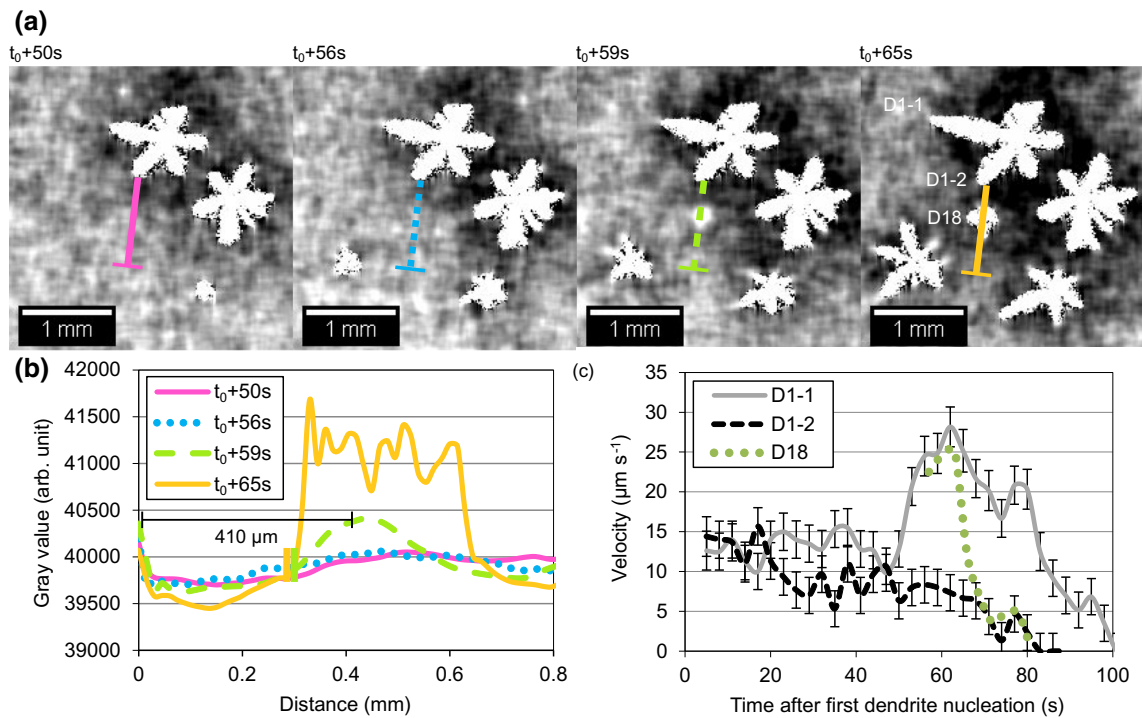 (a)
t₀+50s t₀+56s t₀+59s t₀+65s
D1-1
D1-2
D18
1 mm 1 mm 1 mm 1 mm
(b)
Gray value (arb. unit)
42000
41500
41000
40500
40000
39500
39000
t₀+50s
t₀+56s
t₀+59s
t₀+65s
410 µm
0 0.2 0.4 0.6 0.8
Distance (mm)
(c)
Velocity (µm s⁻¹)
35
30
25
20
15
10
5
0
D1-1
D1-2
D18
0 20 40 60 80 100
Time after first dendrite nucleation (s)